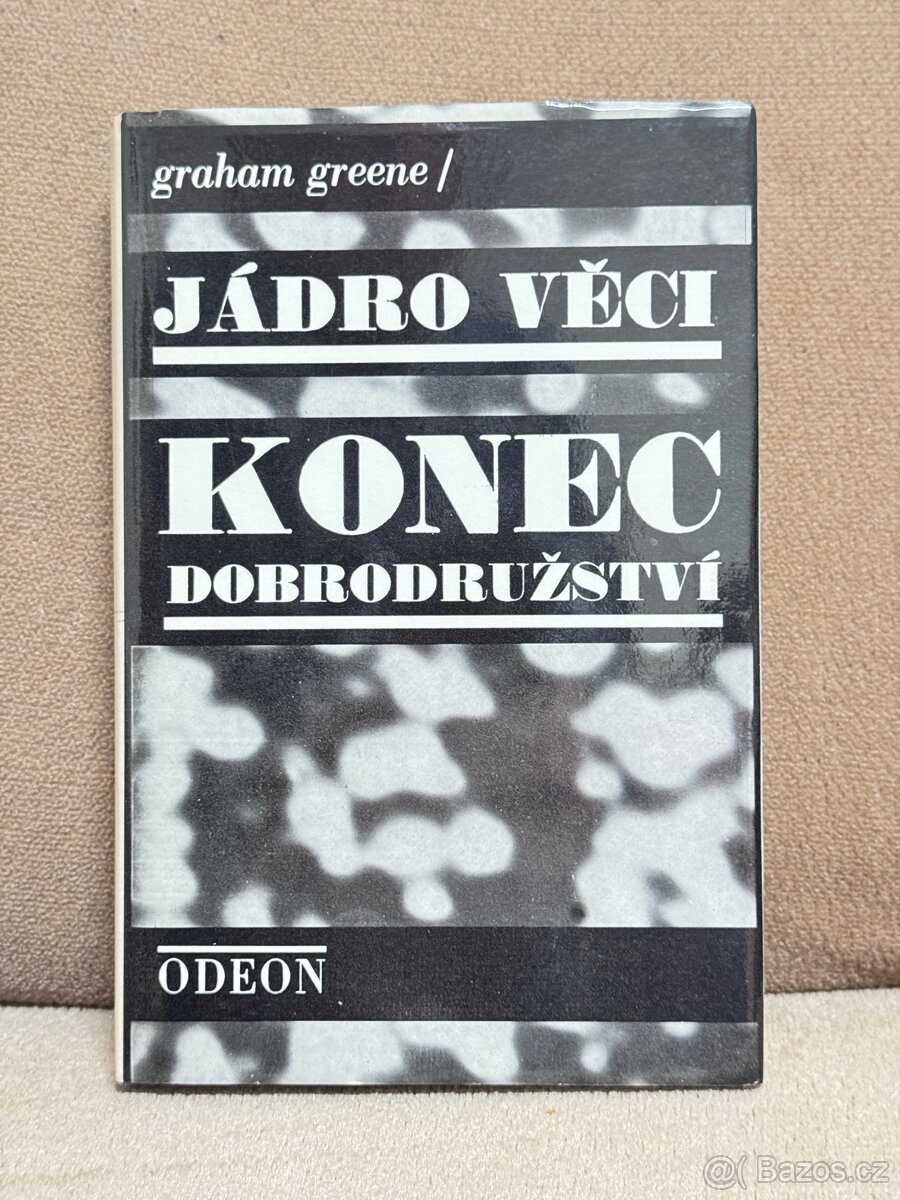 graham greene/
JÁDRO VĚCI
KONEC
DOBRODRUŽSTVÍ
ODEON
@( Bazos.cz